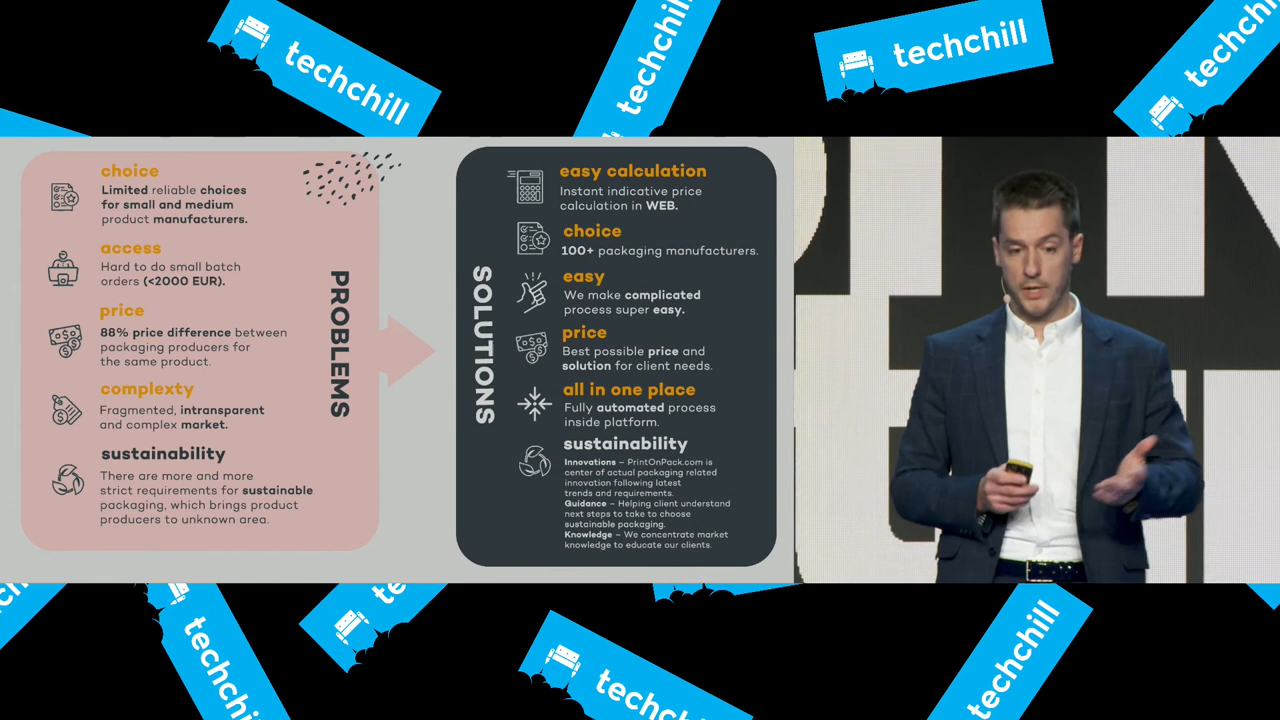 techchill
techchill
techchill
techchill
choice
Limited reliable choices
for small and medium
product manufacturers.
access
Hard to do small batch
orders (<2000 EUR).
price
88% price difference between
packaging producers for
the same product.
complexty
Fragmented, intransparent
and complex market.
sustainability
There are more and more
strict requirements for sustainable
packaging, which brings product
producers to unknown area.
PROBLEMS
SOLUTIONS
easy calculation
Instant indicative price
calculation in WEB.
choice
100+ packaging manufacturers.
easy
We make complicated
process super easy.
price
Best possible price and
solution for client needs.
all in one place
Fully automated process
inside platform.
sustainability
Innovations – PrintOnPack.com is
center of actual packaging related
innovation following latest
trends and requirements.
Guidance – Helping client understand
next steps to take to choose
sustainable packaging.
Knowledge – We concentrate market
knowledge to educate our clients.
techchill
techchill
techchill